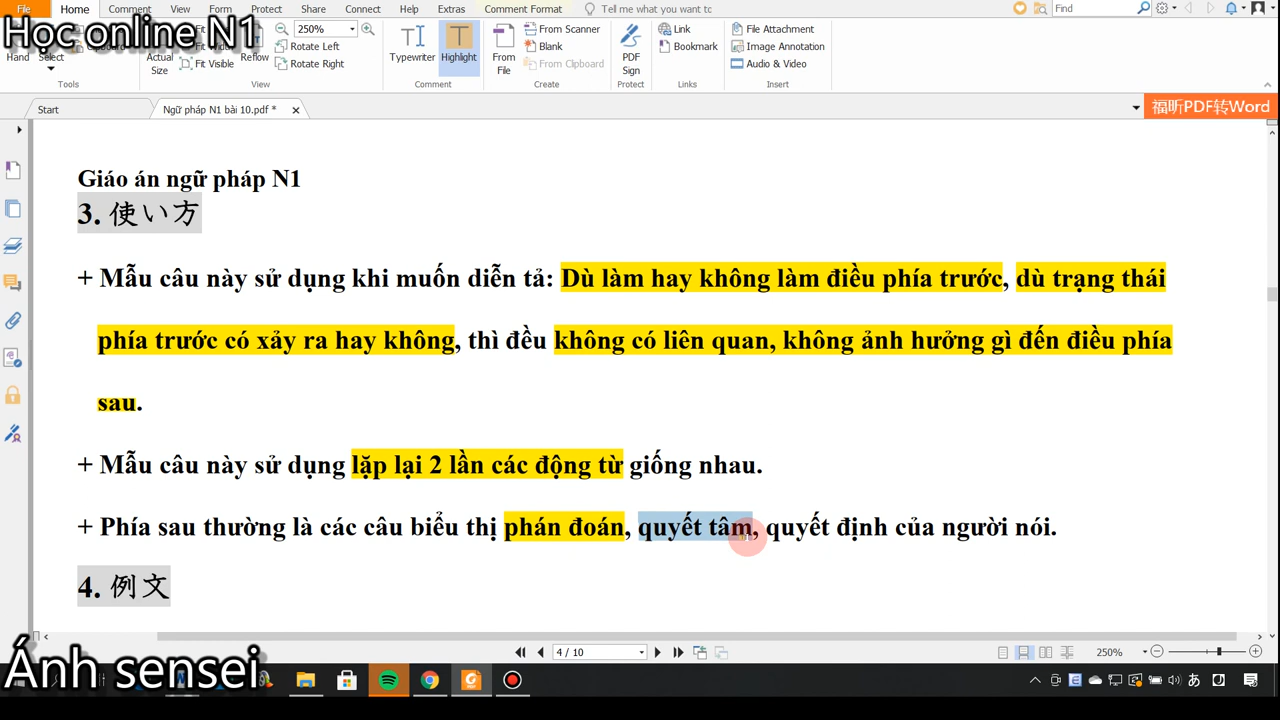 File Home Comment View Form Protect Share Connect Help Extras Comment Format Tell me what you want to Find
Học online N1
Hand Select Clipboard Actual Size Reflow Fit Visible 250% Rotate Left Rotate Right Typewriter Highlight From File From Scanner Blank From Clipboard PDF Sign Link Bookmark File Attachment Image Annotation Audio & Video
Tools View Comment Create Protect Links Insert
Start Ngữ pháp N1 bài 10.pdf * 福昕PDF转Word
Giáo án ngữ pháp N1
3. 使い方
+ Mẫu câu này sử dụng khi muốn diễn tả: Dù làm hay không làm điều phía trước, dù trạng thái
phía trước có xảy ra hay không, thì đều không có liên quan, không ảnh hưởng gì đến điều phía
sau.
+ Mẫu câu này sử dụng lặp lại 2 lần các động từ giống nhau.
+ Phía sau thường là các câu biểu thị phán đoán, quyết tâm, quyết định của người nói.
4. 例文
4 / 10 250%
Ánh sensei
あ